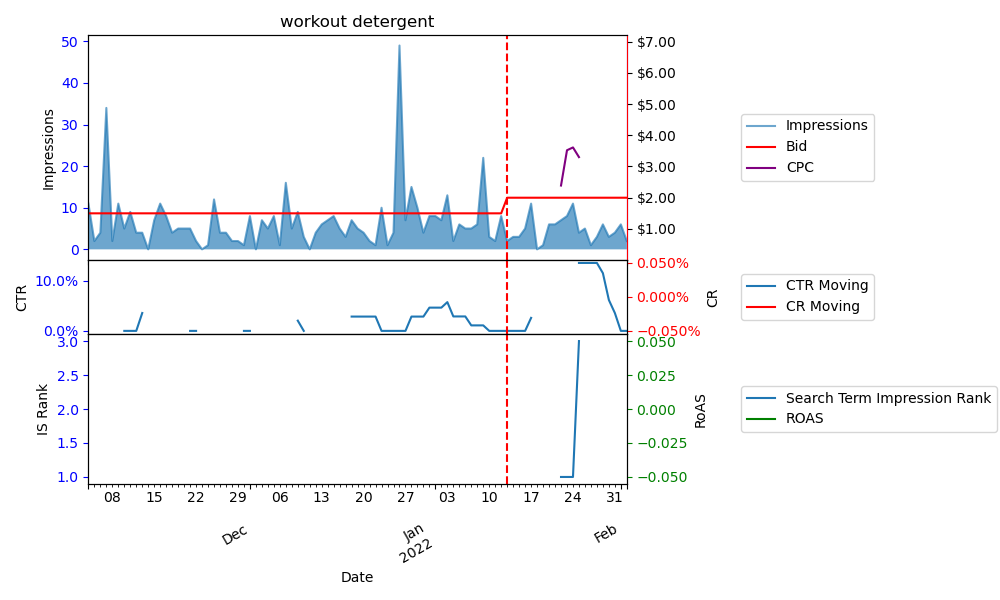 workout detergent
50
40
30
20
10
0
Impressions
$7.00
$6.00
$5.00
$4.00
$3.00
$2.00
$1.00
Impressions
Bid
CPC
10.0%
0.0%
CTR
0.050%
0.000%
−0.050%
CR
CTR Moving
CR Moving
3.0
2.5
2.0
1.5
1.0
IS Rank
0.050
0.025
0.000
−0.025
−0.050
RoAS
Search Term Impression Rank
ROAS
08 15 22 29 06 13 20 27 03 10 17 24 31
Dec Jan Feb
2022
Date